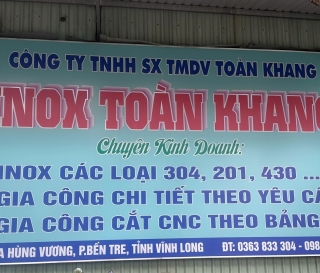 CÔNG TY TNHH SX TMDV TOÀN KHANG
INOX TOÀN KHANG
Chuyên Kinh Doanh:
INOX CÁC LOẠI 304, 201, 430 ...
GIA CÔNG CHI TIẾT THEO YÊU CẦ
GIA CÔNG CẮT CNC THEO BẢNG
A HÙNG VƯƠNG, P.BẾN TRE, TỈNH VĨNH LONG ĐT: 0363 833 304 - 098